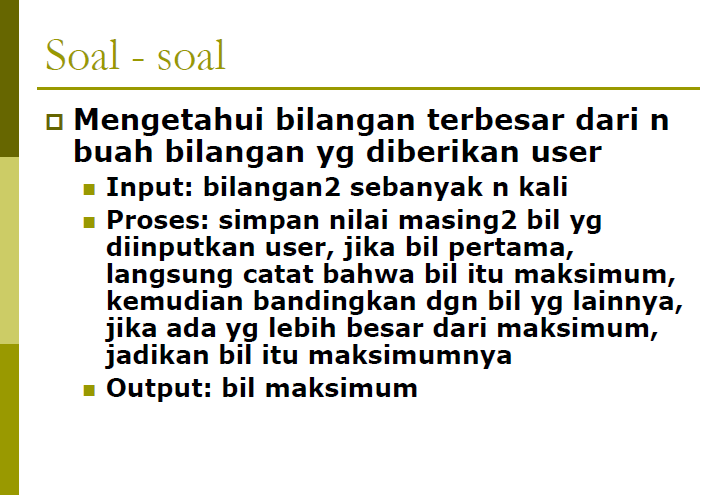 Soal - soal
Mengetahui bilangan terbesar dari n
buah bilangan yg diberikan user
Input: bilangan2 sebanyak n kali
Proses: simpan nilai masing2 bil yg
diinputkan user, jika bil pertama,
langsung catat bahwa bil itu maksimum,
kemudian bandingkan dgn bil yg lainnya,
jika ada yg lebih besar dari maksimum,
jadikan bil itu maksimumnya
Output: bil maksimum